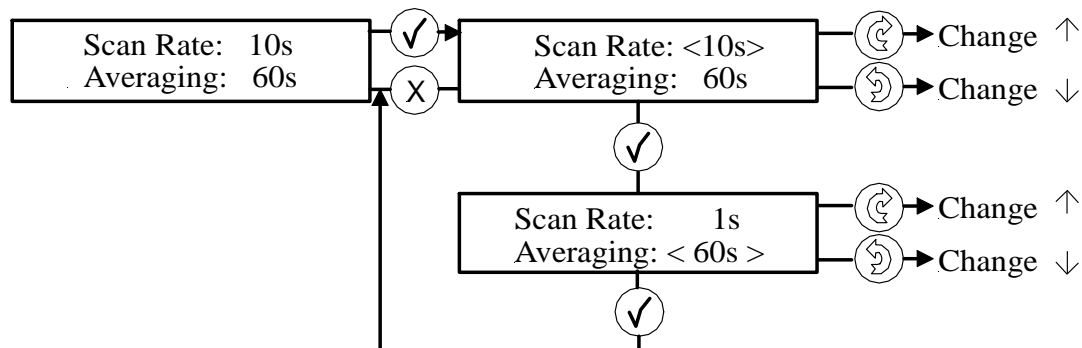 Scan Rate: 10s
Averaging: 60s
X
Scan Rate: <10s>
Averaging: 60s
Change ↑
Change ↓
Scan Rate: 1s
Averaging: < 60s >
Change ↑
Change ↓